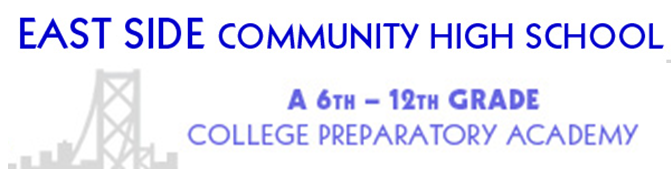 EAST SIDE COMMUNITY HIGH SCHOOL
A 6TH – 12TH GRADE
COLLEGE PREPARATORY ACADEMY